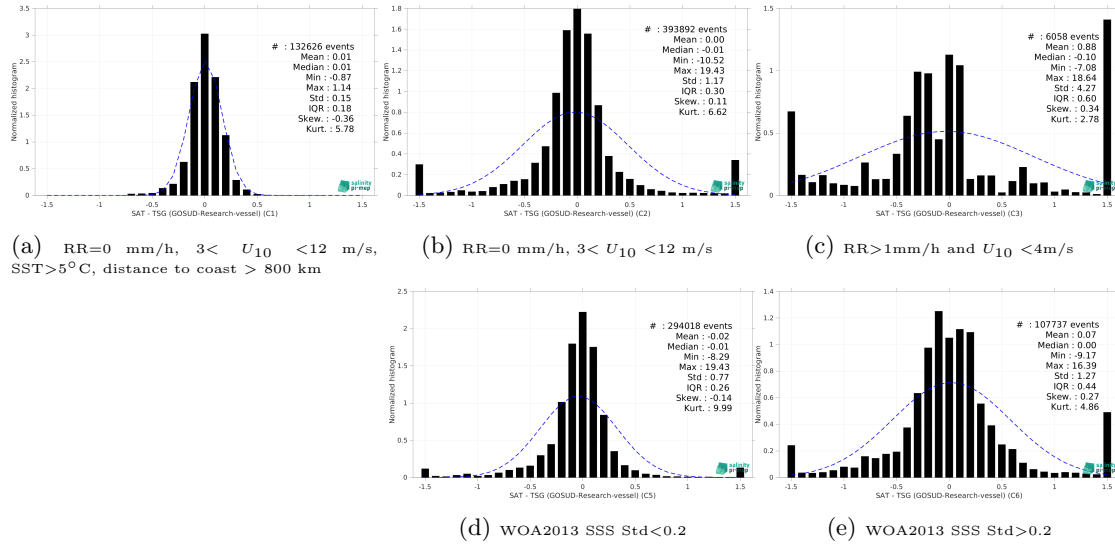 3.5
3
2.5
2
1.5
1
0.5
0
-1.5 -1 -0.5 0 0.5 1 1.5
Normalized histogram
SAT - TSG (GOSUD-Research-vessel) (C1)
# : 132626 events
Mean : 0.01
Median : 0.01
Min : -0.87
Max : 1.14
Std : 0.15
IQR : 0.18
Skew. : -0.36
Kurt. : 5.78
salinity
pi-mep
(a) RR=0 mm/h, 3< U10 <12 m/s,
SST>5°C, distance to coast > 800 km
1.8
1.6
1.4
1.2
1
0.8
0.6
0.4
0.2
0
-1.5 -1 -0.5 0 0.5 1 1.5
Normalized histogram
SAT - TSG (GOSUD-Research-vessel) (C2)
# : 393892 events
Mean : 0.00
Median : -0.01
Min : -10.52
Max : 19.43
Std : 1.17
IQR : 0.30
Skew. : 0.11
Kurt. : 6.62
salinity
pi-mep
(b) RR=0 mm/h, 3< U10 <12 m/s
1.5
1
0.5
0
-1.5 -1 -0.5 0 0.5 1 1.5
Normalized histogram
SAT - TSG (GOSUD-Research-vessel) (C3)
# : 6058 events
Mean : 0.88
Median : -0.10
Min : -7.08
Max : 18.64
Std : 4.27
IQR : 0.60
Skew. : 0.34
Kurt. : 2.78
salinity
pi-mep
(c) RR>1mm/h and U10 <4m/s
2.5
2
1.5
1
0.5
0
-1.5 -1 -0.5 0 0.5 1 1.5
Normalized histogram
SAT - TSG (GOSUD-Research-vessel) (C5)
# : 294018 events
Mean : -0.02
Median : -0.01
Min : -8.29
Max : 19.43
Std : 0.77
IQR : 0.26
Skew. : -0.14
Kurt. : 9.99
salinity
pi-mep
(d) WOA2013 SSS Std<0.2
1.4
1.2
1
0.8
0.6
0.4
0.2
0
-1.5 -1 -0.5 0 0.5 1 1.5
Normalized histogram
SAT - TSG (GOSUD-Research-vessel) (C6)
# : 107737 events
Mean : 0.07
Median : 0.00
Min : -9.17
Max : 16.39
Std : 1.27
IQR : 0.44
Skew. : 0.27
Kurt. : 4.86
salinity
pi-mep
(e) WOA2013 SSS Std>0.2